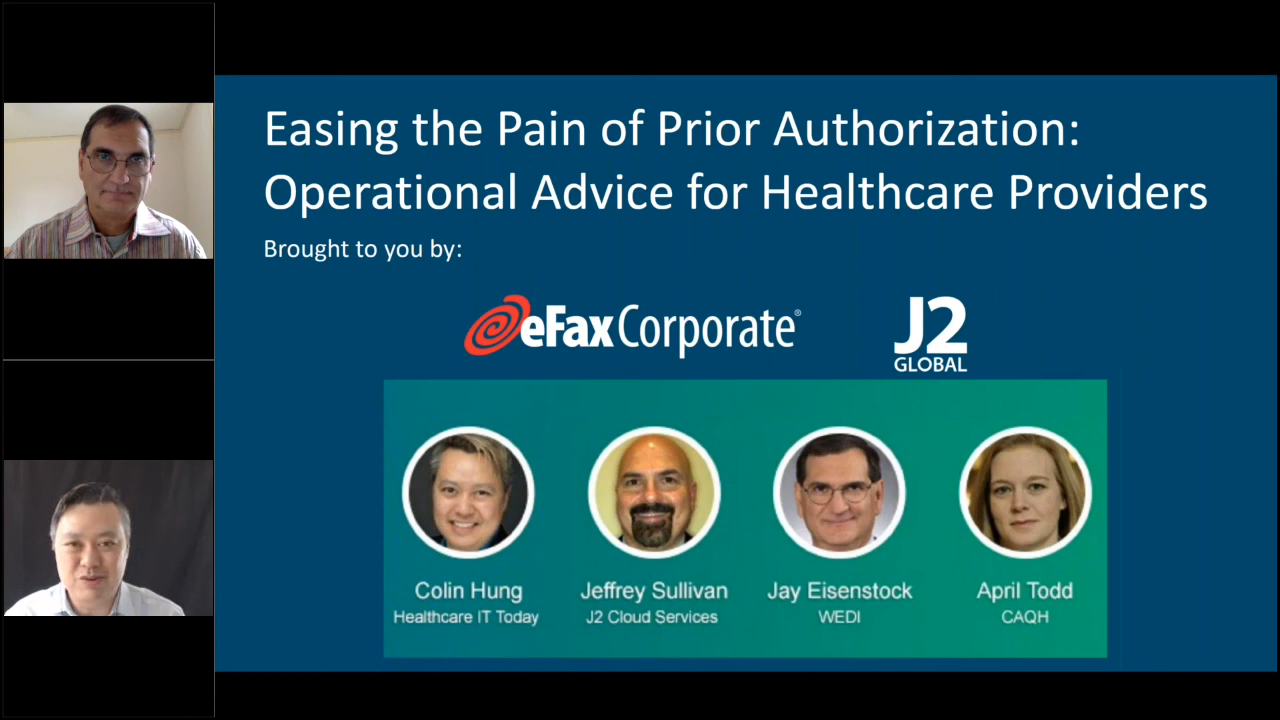 Easing the Pain of Prior Authorization:
Operational Advice for Healthcare Providers
Brought to you by:
eFax Corporate®
J2
GLOBAL
Colin Hung
Healthcare IT Today
Jeffrey Sullivan
J2 Cloud Services
Jay Eisenstock
WEDI
April Todd
CAQH